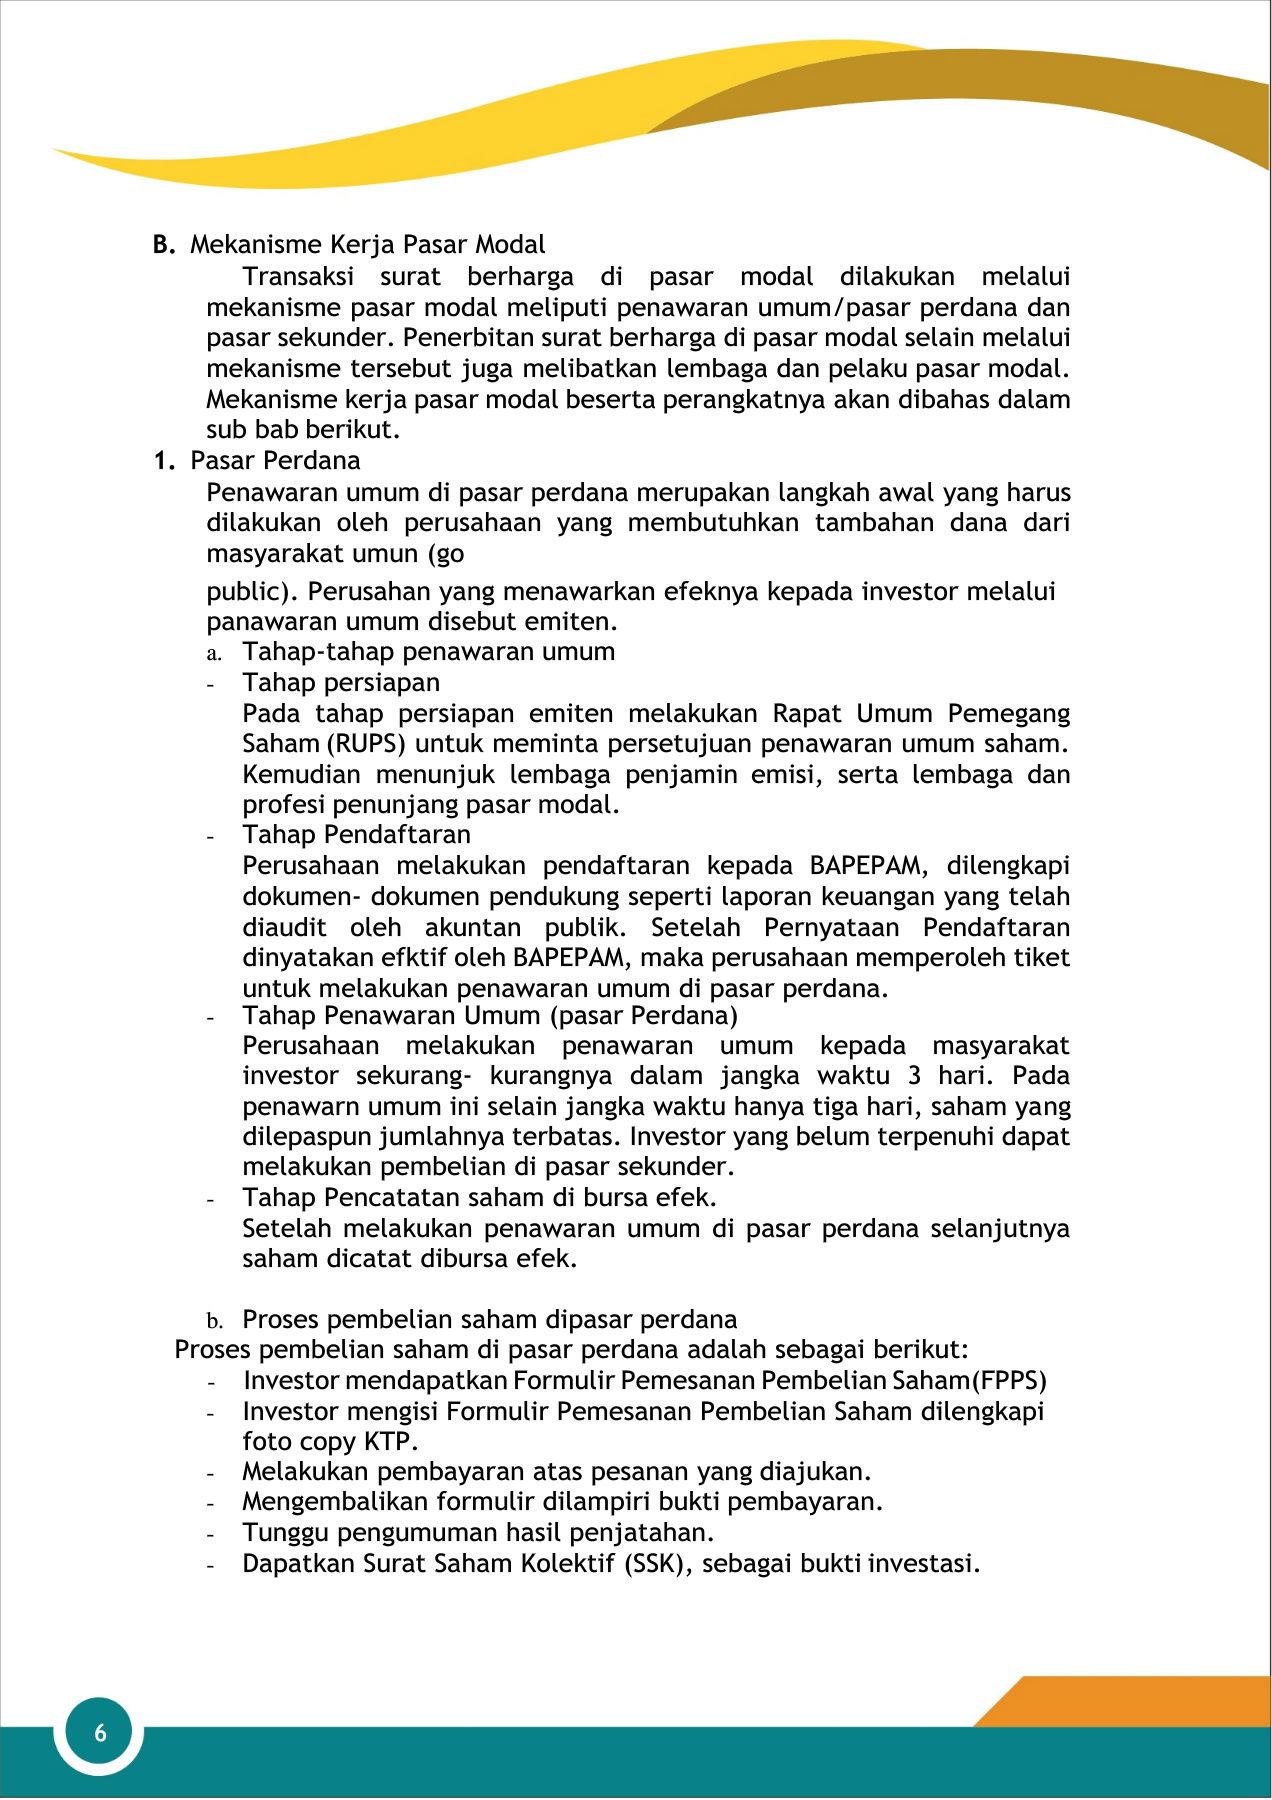 B. Mekanisme Kerja Pasar Modal
Transaksi surat berharga di pasar modal dilakukan melalui
mekanisme pasar modal meliputi penawaran umum/pasar perdana dan
pasar sekunder. Penerbitan surat berharga di pasar modal selain melalui
mekanisme tersebut juga melibatkan lembaga dan pelaku pasar modal.
Mekanisme kerja pasar modal beserta perangkatnya akan dibahas dalam
sub bab berikut.
1. Pasar Perdana
Penawaran umum di pasar perdana merupakan langkah awal yang harus
dilakukan oleh perusahaan yang membutuhkan tambahan dana dari
masyarakat umun (go
public). Perusahan yang menawarkan efeknya kepada investor melalui
panawaran umum disebut emiten.
a. Tahap-tahap penawaran umum
- Tahap persiapan
Pada tahap persiapan emiten melakukan Rapat Umum Pemegang
Saham (RUPS) untuk meminta persetujuan penawaran umum saham.
Kemudian menunjuk lembaga penjamin emisi, serta lembaga dan
profesi penunjang pasar modal.
- Tahap Pendaftaran
Perusahaan melakukan pendaftaran kepada BAPEPAM, dilengkapi
dokumen- dokumen pendukung seperti laporan keuangan yang telah
diaudit oleh akuntan publik. Setelah Pernyataan Pendaftaran
dinyatakan efktif oleh BAPEPAM, maka perusahaan memperoleh tiket
untuk melakukan penawaran umum di pasar perdana.
- Tahap Penawaran Umum (pasar Perdana)
Perusahaan melakukan penawaran umum kepada masyarakat
investor sekurang- kurangnya dalam jangka waktu 3 hari. Pada
penawarn umum ini selain jangka waktu hanya tiga hari, saham yang
dilepaspun jumlahnya terbatas. Investor yang belum terpenuhi dapat
melakukan pembelian di pasar sekunder.
- Tahap Pencatatan saham di bursa efek.
Setelah melakukan penawaran umum di pasar perdana selanjutnya
saham dicatat dibursa efek.
b. Proses pembelian saham dipasar perdana
Proses pembelian saham di pasar perdana adalah sebagai berikut:
- Investor mendapatkan Formulir Pemesanan Pembelian Saham(FPPS)
- Investor mengisi Formulir Pemesanan Pembelian Saham dilengkapi
foto copy KTP.
- Melakukan pembayaran atas pesanan yang diajukan.
- Mengembalikan formulir dilampiri bukti pembayaran.
- Tunggu pengumuman hasil penjatahan.
- Dapatkan Surat Saham Kolektif (SSK), sebagai bukti investasi.
6